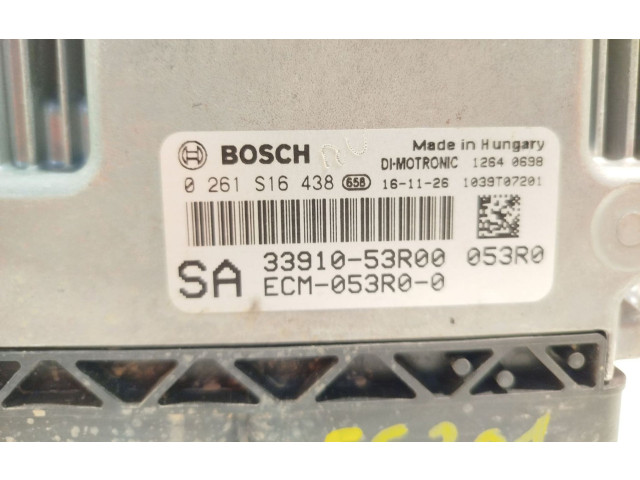 BOSCH
Made in Hungary
DI-MOTRONIC 1264 0698
0 261 S16 438 658 16-11-26 1039T07201
SA 33910-53R00 053R0
ECM-053R0-0